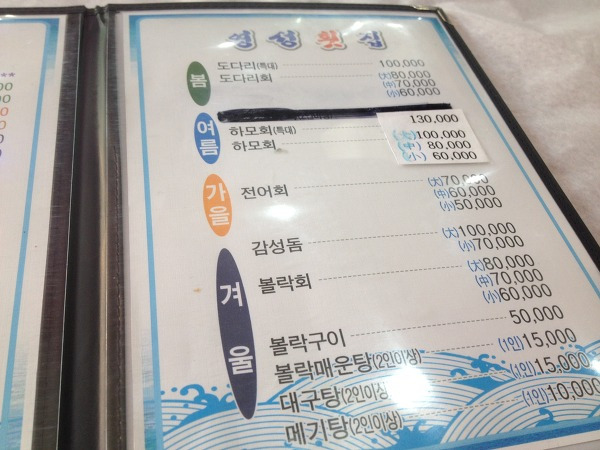 영성횟집
봄
도다리(특대) 100,000
도다리회 (大)80,000
(中)70,000
(小)60,000
여름
130,000
하모회(특대) (大)100,000
하모회 (中) 80,000
(小) 60,000
가을
전어회 (大)70,000
(中)60,000
(小)50,000
겨울
감성돔 (大)100,000
(小)70,000
볼락회 (大)80,000
(中)70,000
(小)60,000
볼락구이 50,000
볼락매운탕(2인이상) (1인)15,000
대구탕(2인이상) (1인)15,000
메기탕(2인이상) (1인)10,000